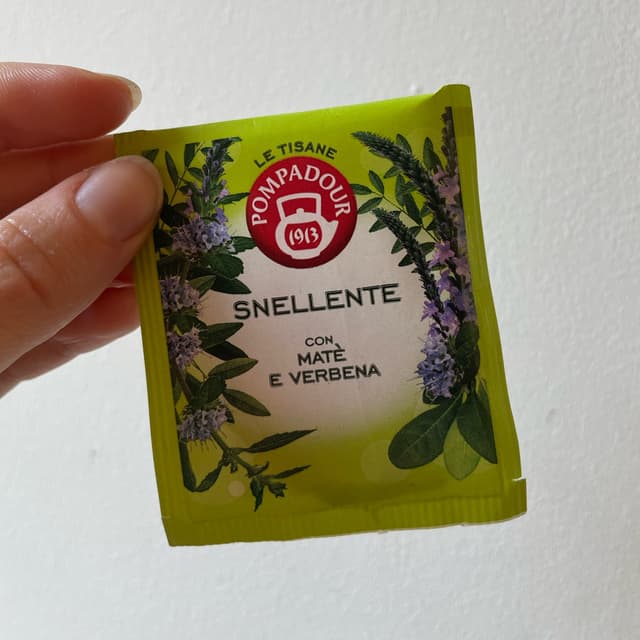 LE TISANE
POMPADOUR
1913
SNELLENTE
CON
MATÈ
E VERBENA